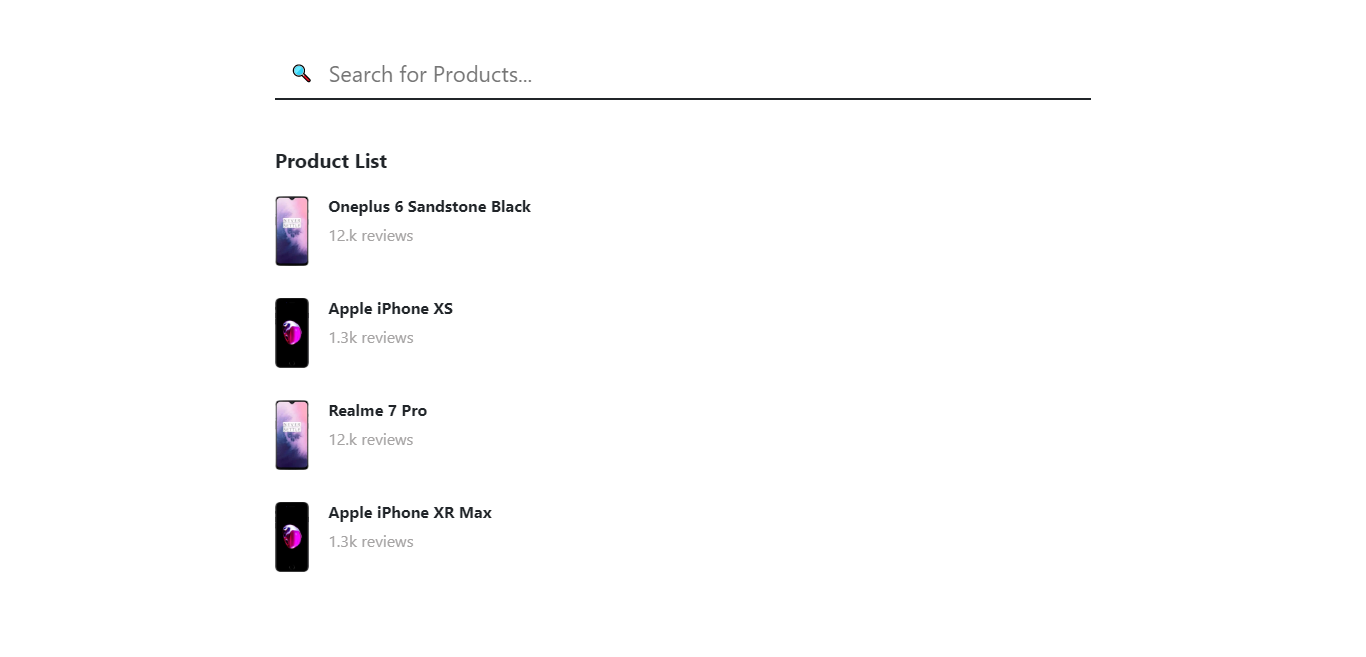 Search for Products...
Product List
Oneplus 6 Sandstone Black
12.k reviews
Apple iPhone XS
1.3k reviews
Realme 7 Pro
12.k reviews
Apple iPhone XR Max
1.3k reviews